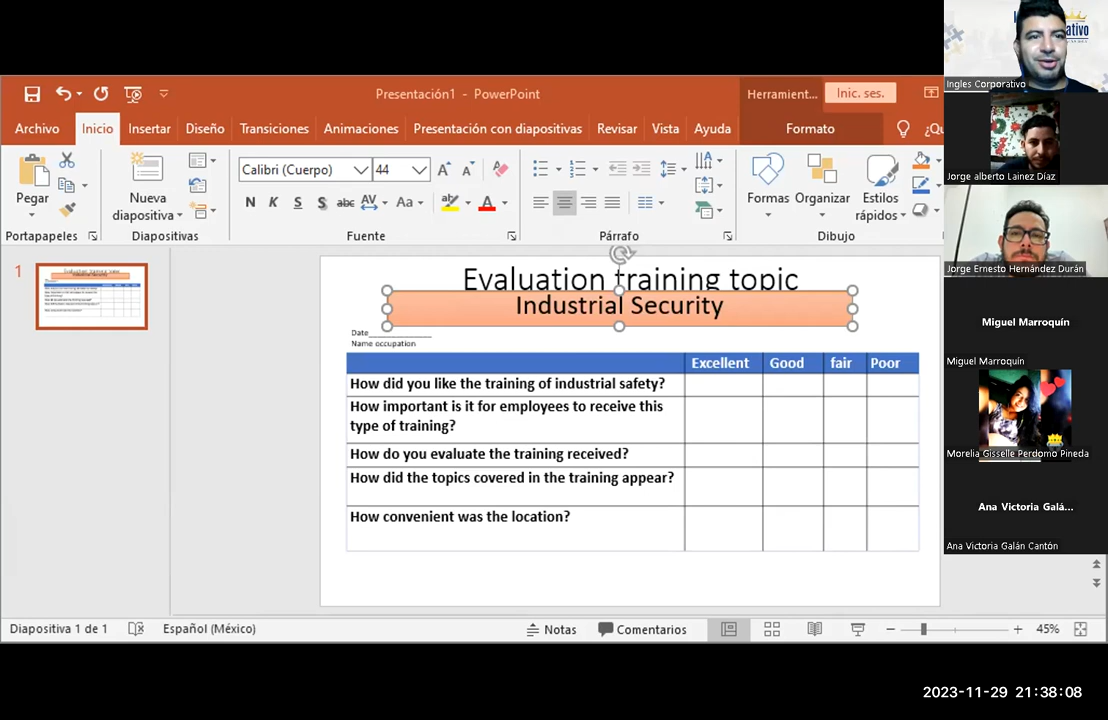 Presentación1 - PowerPoint
Herramient...
Inic. ses.
Archivo
Inicio
Insertar
Diseño
Transiciones
Animaciones
Presentación con diapositivas
Revisar
Vista
Ayuda
Formato
¿Qu
Pegar
Nueva
diapositiva
Calibri (Cuerpo)
44
N K S S abc AV Aa A
Formas
Organizar
Estilos
rápidos
Portapapeles
Diapositivas
Fuente
Párrafo
Dibujo
1
Evaluation training topic
Industrial Security
Date
Name occupation
Excellent Good fair Poor
How did you like the training of industrial safety?
How important is it for employees to receive this
type of training?
How do you evaluate the training received?
How did the topics covered in the training appear?
How convenient was the location?
Diapositiva 1 de 1
Español (México)
Notas
Comentarios
45%
Ingles Corporativo
Jorge alberto Lainez Díaz
Jorge Ernesto Hernández Durán
Miguel Marroquín
Miguel Marroquín
Morelia Gisselle Perdomo Pineda
Ana Victoria Galá...
Ana Victoria Galán Cantón
2023-11-29 21:38:08